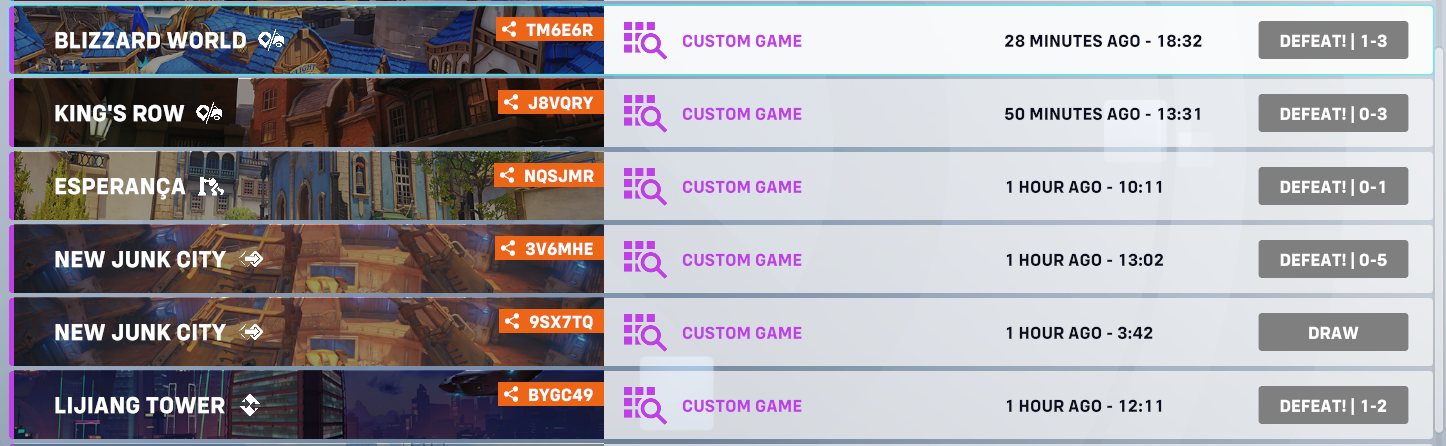 BLIZZARD WORLD TM6E6R CUSTOM GAME 28 MINUTES AGO - 18:32 DEFEAT! | 1-3
KING'S ROW J8VQRY CUSTOM GAME 50 MINUTES AGO - 13:31 DEFEAT! | 0-3
ESPERANÇA NQSJMR CUSTOM GAME 1 HOUR AGO - 10:11 DEFEAT! | 0-1
NEW JUNK CITY 3V6MHE CUSTOM GAME 1 HOUR AGO - 13:02 DEFEAT! | 0-5
NEW JUNK CITY 9SX7TQ CUSTOM GAME 1 HOUR AGO - 3:42 DRAW
LIJIANG TOWER BYGC49 CUSTOM GAME 1 HOUR AGO - 12:11 DEFEAT! | 1-2